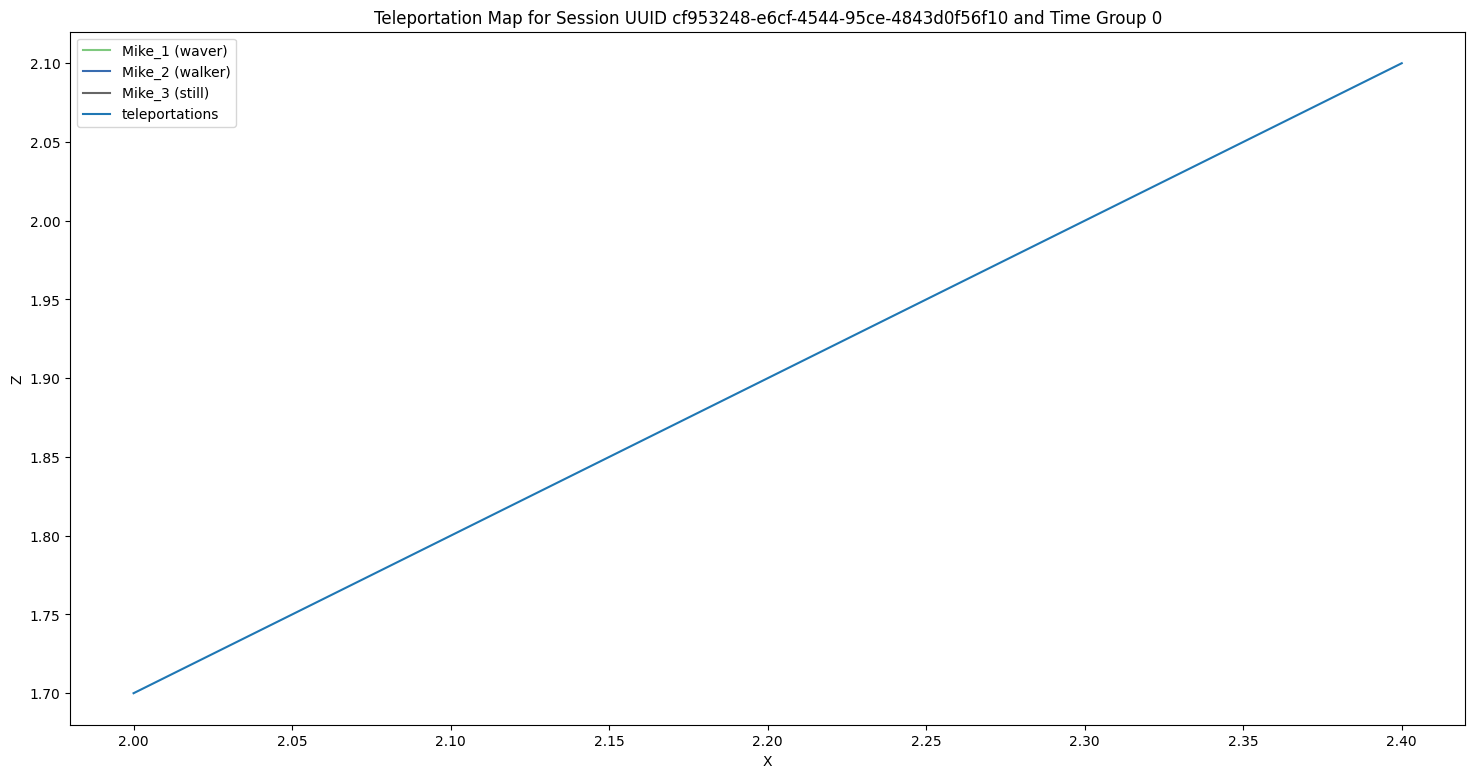 Teleportation Map for Session UUID cf953248-e6cf-4544-95ce-4843d0f56f10 and Time Group 0
Mike_1 (waver)
Mike_2 (walker)
Mike_3 (still)
teleportations
2.10
2.05
2.00
1.95
1.90
1.85
1.80
1.75
1.70
Z
2.00 2.05 2.10 2.15 2.20 2.25 2.30 2.35 2.40
X